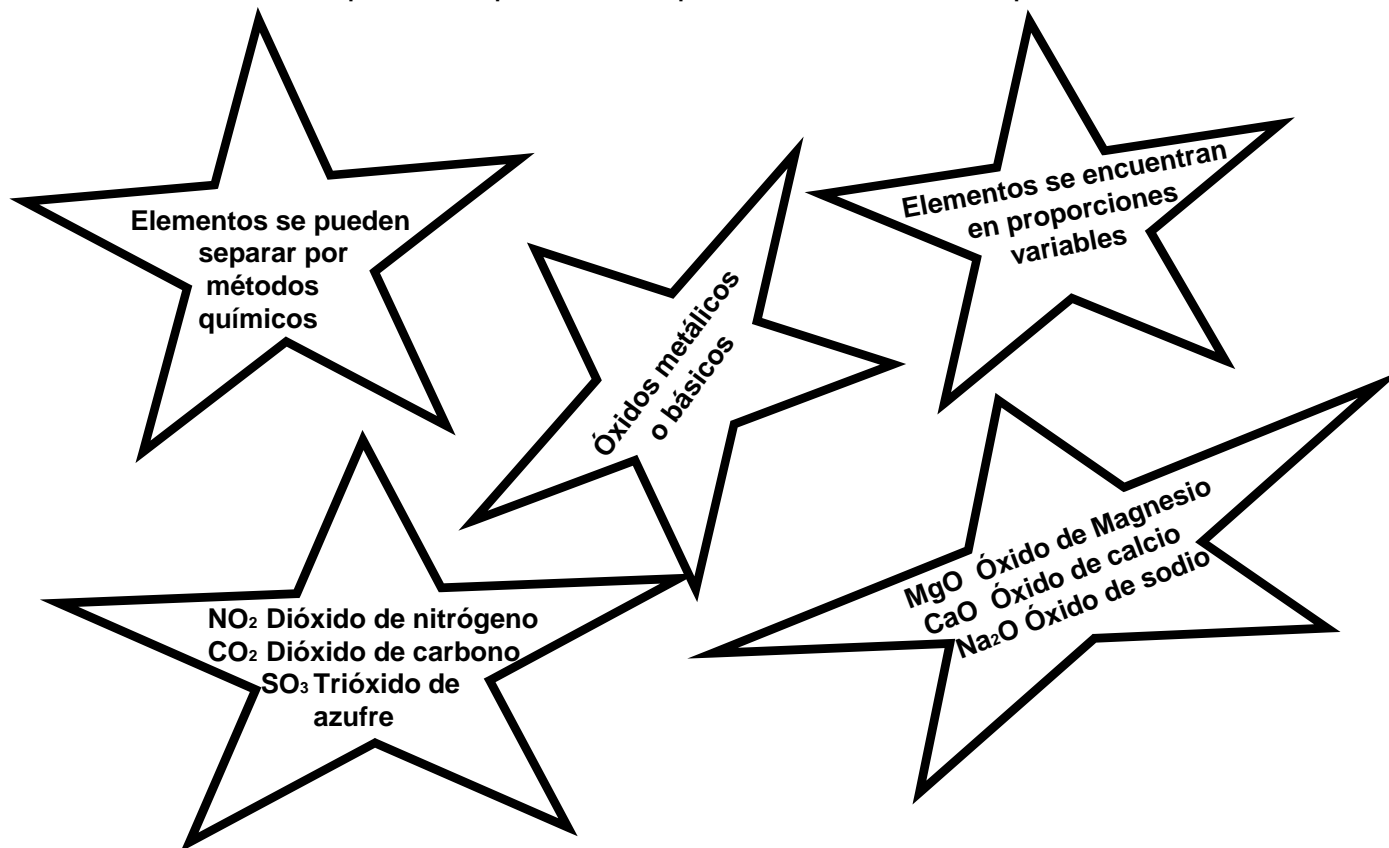 Elementos se pueden
separar por
métodos
químicos
Elementos se encuentran
en proporciones
variables
Óxidos metálicos
o básicos
NO₂ Dióxido de nitrógeno
CO₂ Dióxido de carbono
SO₃ Trióxido de
azufre
MgO Óxido de Magnesio
CaO Óxido de calcio
Na₂O Óxido de sodio